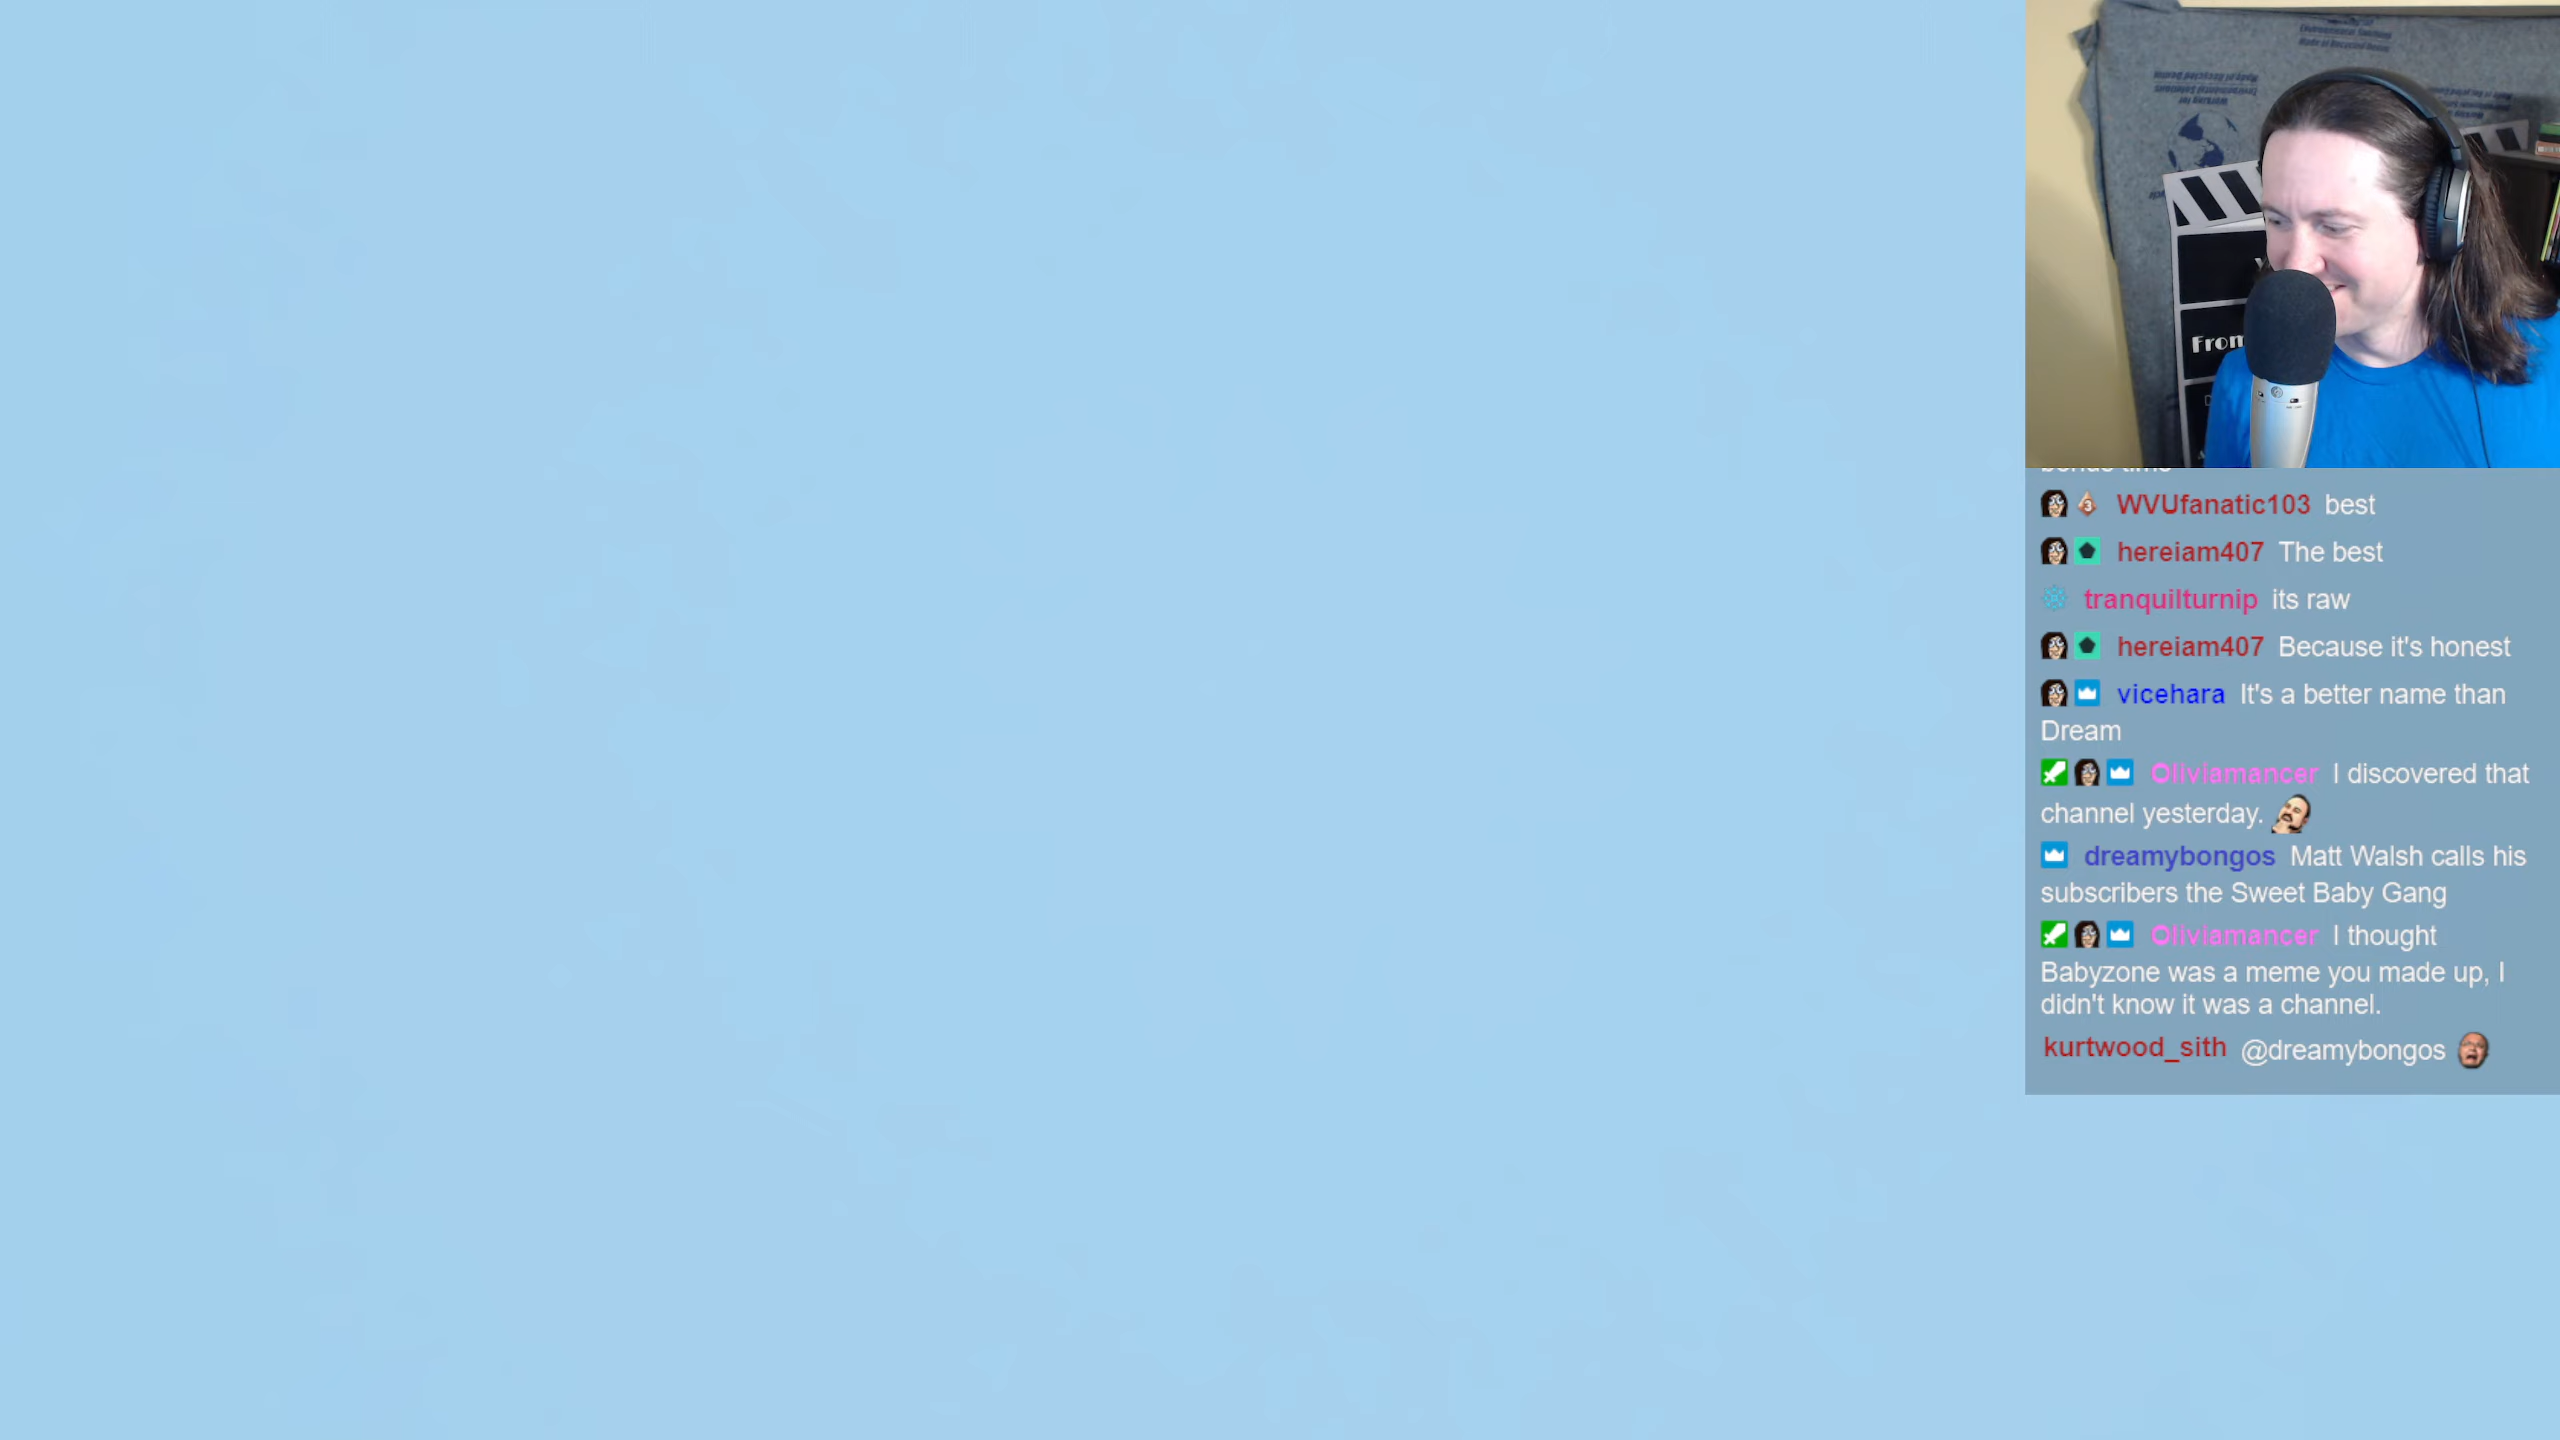 From
WVUfanatic103 best
hereiam407 The best
tranquilturnip its raw
hereiam407 Because it's honest
vicehara It's a better name than
Dream
Oliviamancer I discovered that
channel yesterday.
dreamybongos Matt Walsh calls his
subscribers the Sweet Baby Gang
Oliviamancer I thought
Babyzone was a meme you made up, I
didn't know it was a channel.
kurtwood_sith @dreamybongos